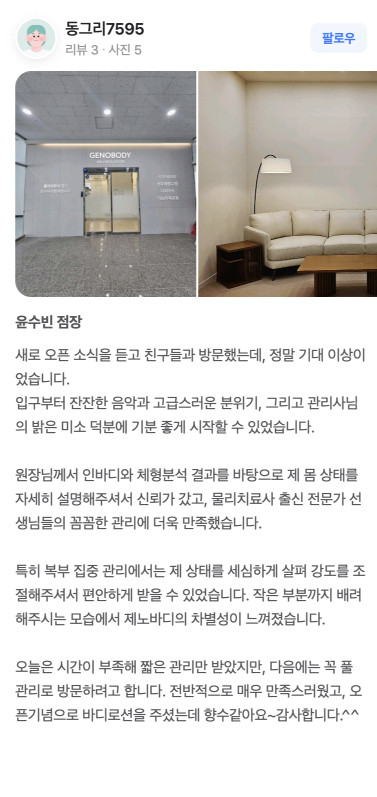 동그리7595
리뷰 3 · 사진 5
팔로우
GENOBODY
윤수빈 점장
새로 오픈 소식을 듣고 친구들과 방문했는데, 정말 기대 이상이
었습니다.
입구부터 잔잔한 음악과 고급스러운 분위기, 그리고 관리사님
의 밝은 미소 덕분에 기분 좋게 시작할 수 있었습니다.
원장님께서 인바디와 체형분석 결과를 바탕으로 제 몸 상태를
자세히 설명해주셔서 신뢰가 갔고, 물리치료사 출신 전문가 선
생님들의 꼼꼼한 관리에 더욱 만족했습니다.
특히 복부 집중 관리에서는 제 상태를 세심하게 살펴 강도를 조
절해주셔서 편안하게 받을 수 있었습니다. 작은 부분까지 배려
해주시는 모습에서 제노바디의 차별성이 느껴졌습니다.
오늘은 시간이 부족해 짧은 관리만 받았지만, 다음에는 꼭 풀
관리로 방문하려고 합니다. 전반적으로 매우 만족스러웠고, 오
픈기념으로 바디로션을 주셨는데 향수같아요~감사합니다.^^